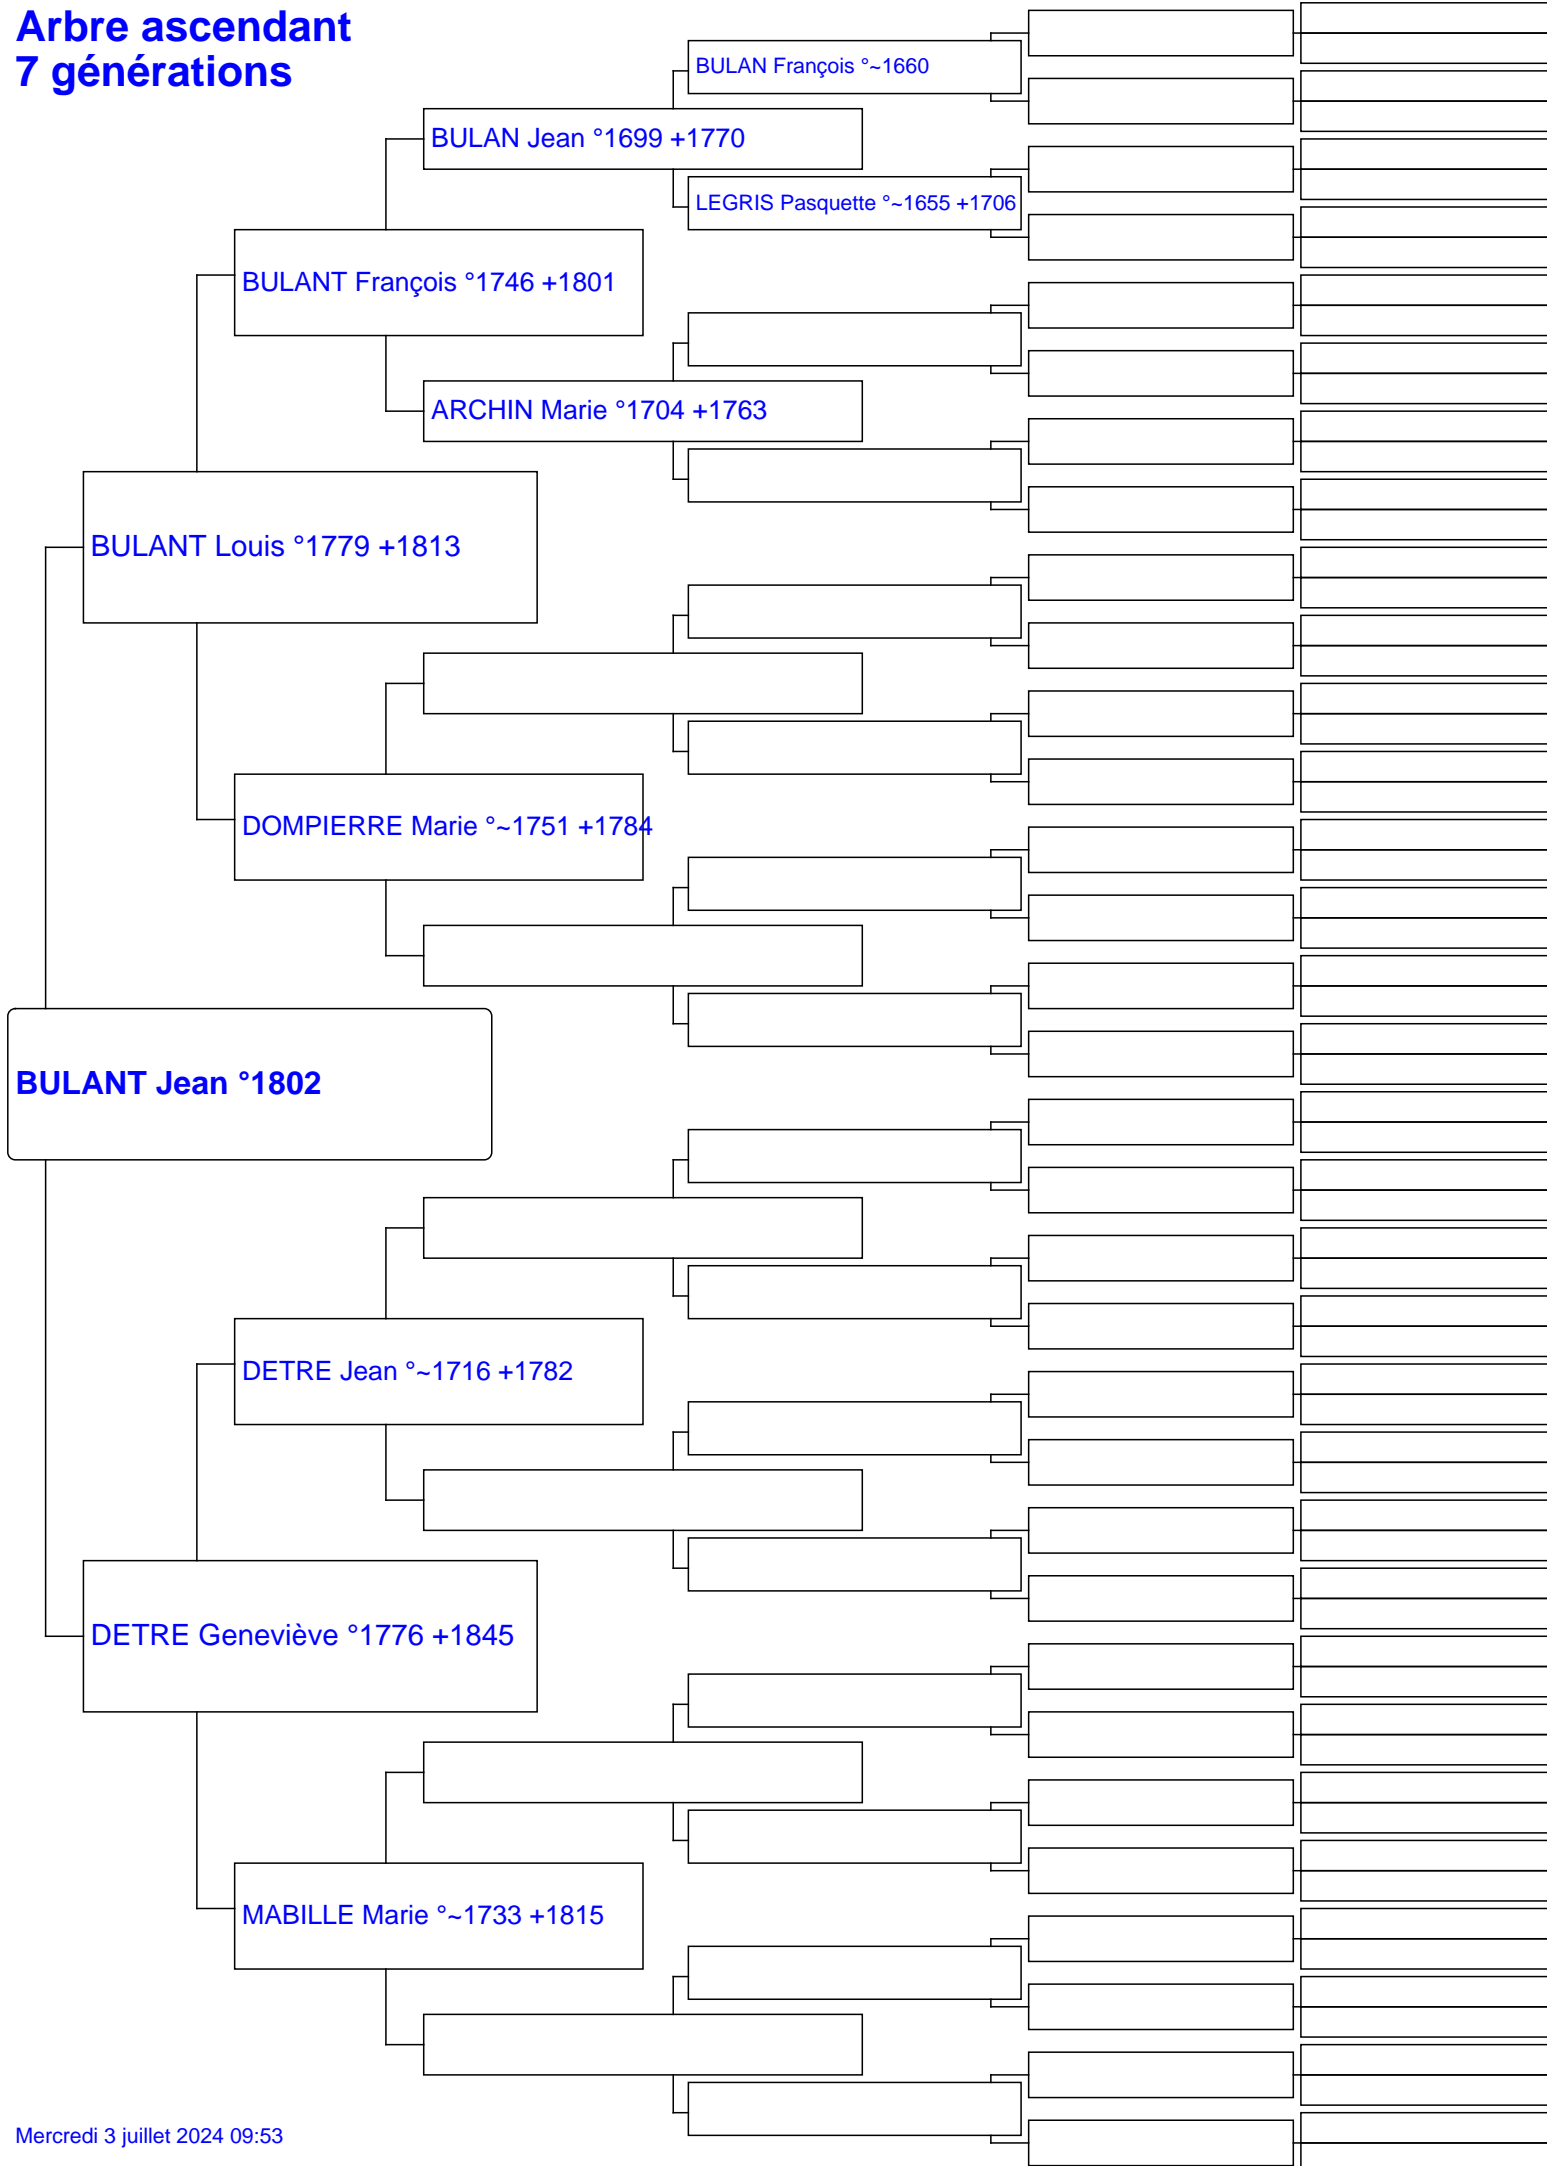 Arbre ascendant
7 générations
BULAN François °~1660
BULAN Jean °1699 +1770
LEGRIS Pasquette °~1655 +1706
BULANT François °1746 +1801
ARCHIN Marie °1704 +1763
BULANT Louis °1779 +1813
DOMPIERRE Marie °~1751 +1784
BULANT Jean °1802
DETRE Jean °~1716 +1782
DETRE Geneviève °1776 +1845
MABILLE Marie °~1733 +1815
Mercredi 3 juillet 2024 09:53